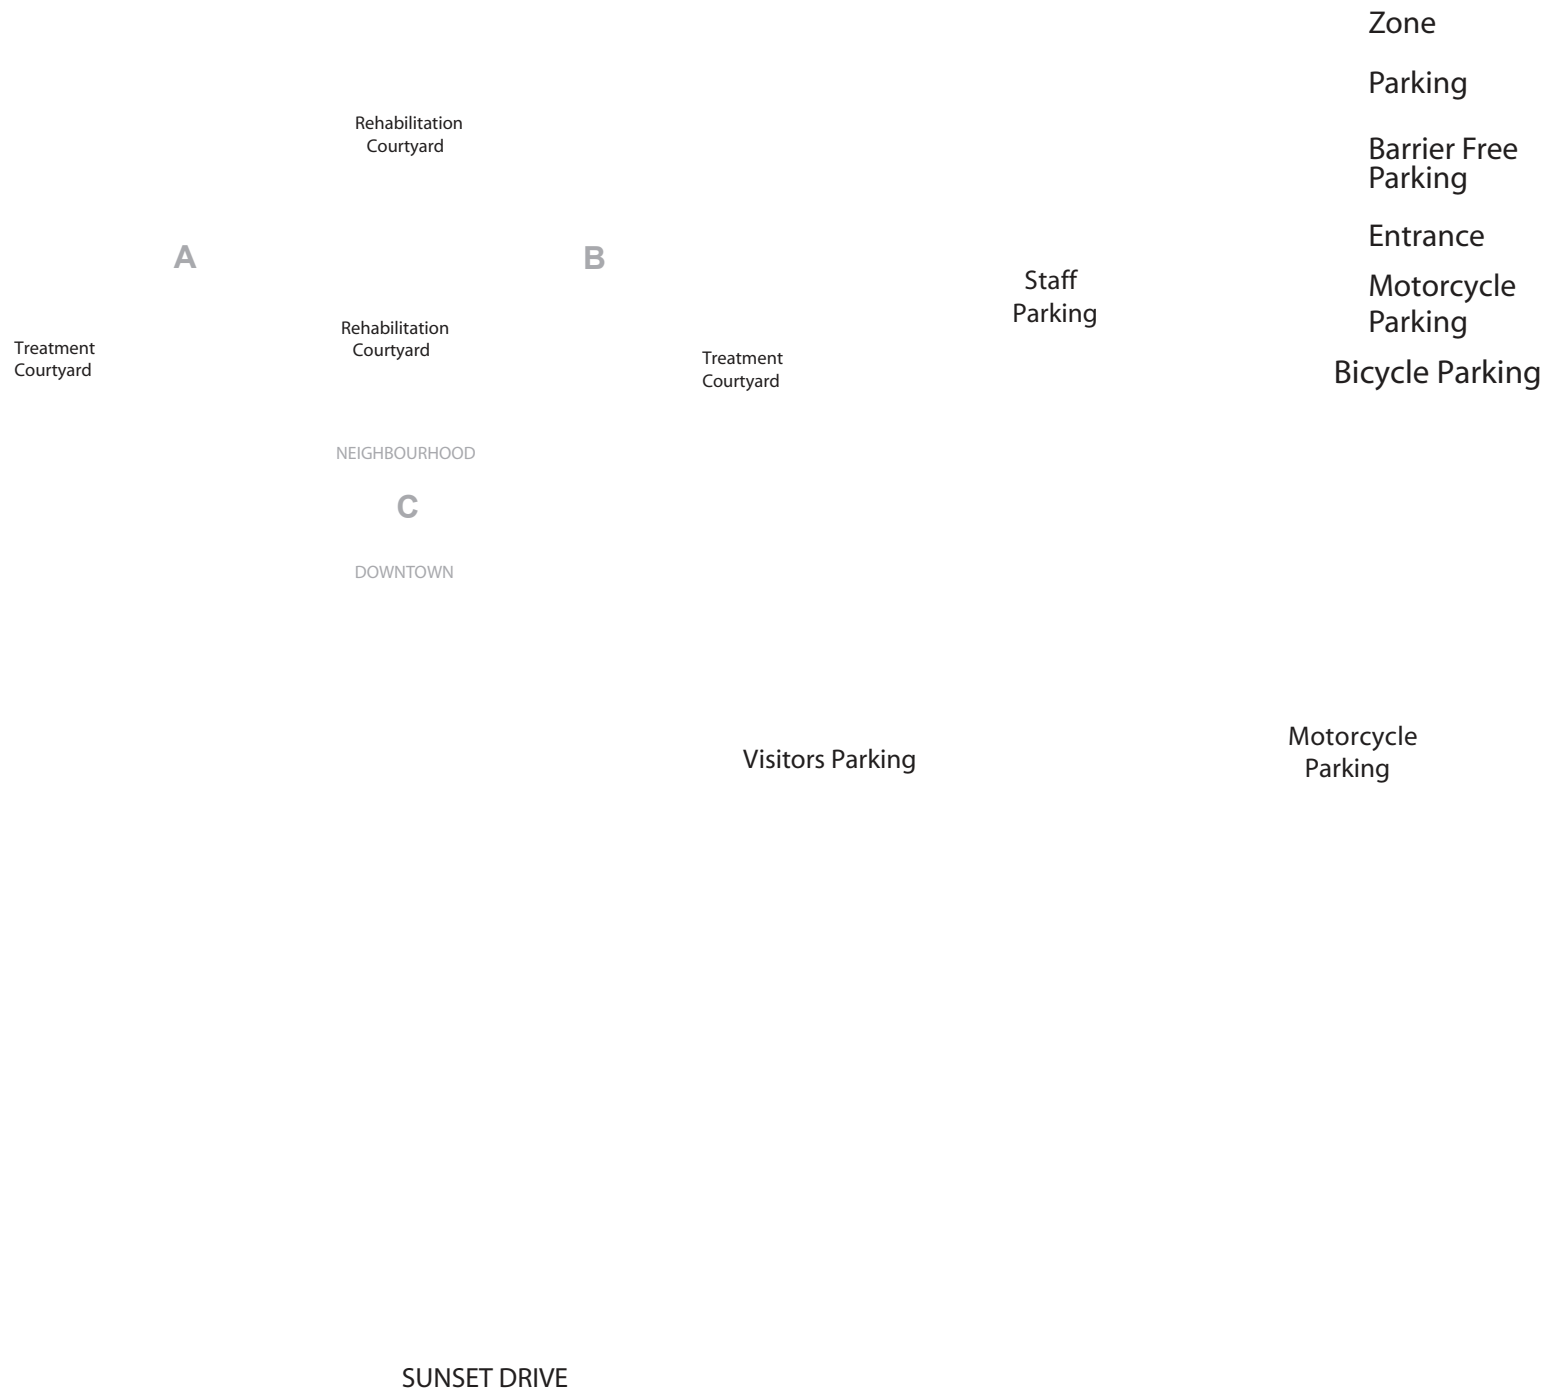 Zone
Parking
Rehabilitation
Courtyard
Barrier Free
Parking
Entrance
A
B
Staff
Parking
Motorcycle
Parking
Rehabilitation
Courtyard
Treatment
Courtyard
Treatment
Courtyard
Bicycle Parking
NEIGHBOURHOOD
C
DOWNTOWN
Visitors Parking
Motorcycle
Parking
SUNSET DRIVE